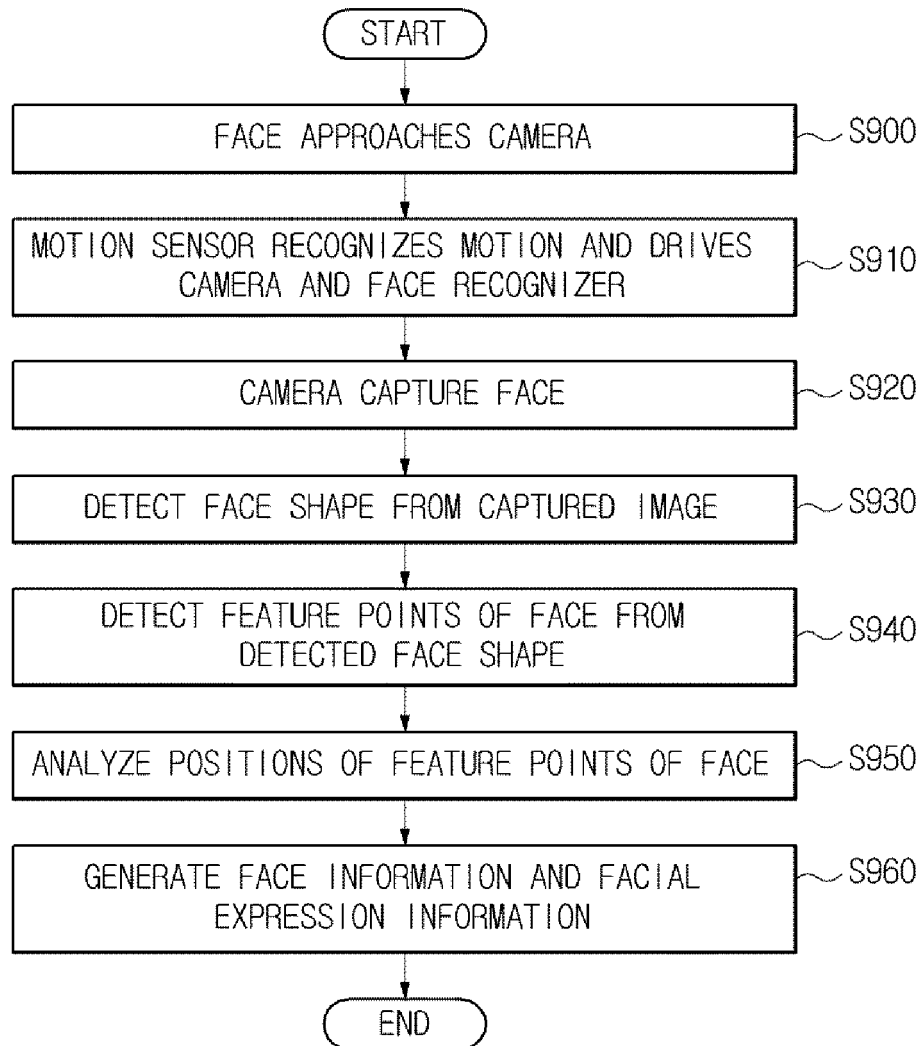 START
FACE APPROACHES CAMERA
S900
MOTION SENSOR RECOGNIZES MOTION AND DRIVES
CAMERA AND FACE RECOGNIZER
S910
CAMERA CAPTURE FACE
S920
DETECT FACE SHAPE FROM CAPTURED IMAGE
S930
DETECT FEATURE POINTS OF FACE FROM
DETECTED FACE SHAPE
S940
ANALYZE POSITIONS OF FEATURE POINTS OF FACE
S950
GENERATE FACE INFORMATION AND FACIAL
EXPRESSION INFORMATION
S960
END